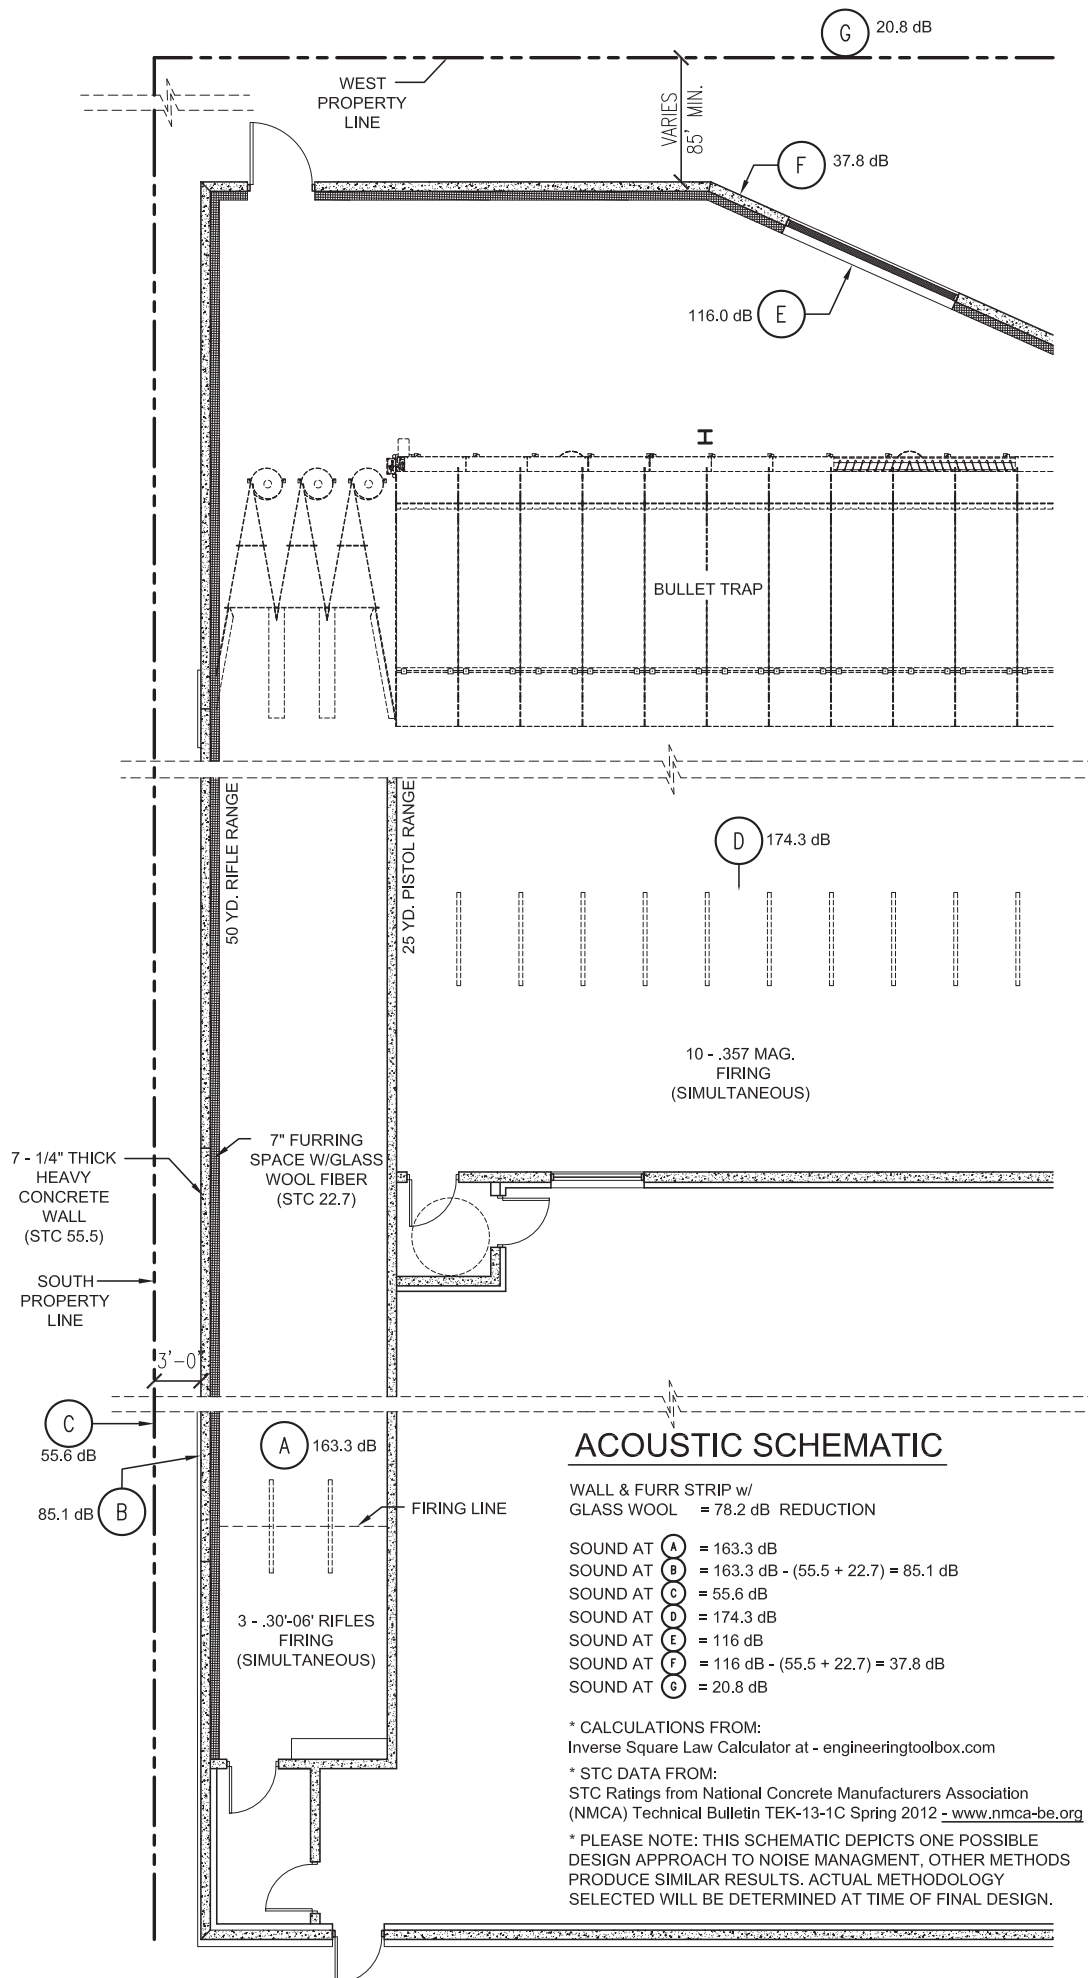 G 20.8 dB
WEST
PROPERTY
LINE
VARIES
85' MIN.
F 37.8 dB
116.0 dB E
BULLET TRAP
50 YD. RIFLE RANGE
25 YD. PISTOL RANGE
D 174.3 dB
10 - .357 MAG.
FIRING
(SIMULTANEOUS)
7 - 1/4" THICK
HEAVY
CONCRETE
WALL
(STC 55.5)
7" FURRING
SPACE W/GLASS
WOOL FIBER
(STC 22.7)
SOUTH
PROPERTY
LINE
3'-0"
C
55.6 dB
85.1 dB B
A 163.3 dB
FIRING LINE
3 - .30'-06' RIFLES
FIRING
(SIMULTANEOUS)
ACOUSTIC SCHEMATIC
WALL & FURR STRIP w/
GLASS WOOL = 78.2 dB REDUCTION
SOUND AT A = 163.3 dB
SOUND AT B = 163.3 dB - (55.5 + 22.7) = 85.1 dB
SOUND AT C = 55.6 dB
SOUND AT D = 174.3 dB
SOUND AT E = 116 dB
SOUND AT F = 116 dB - (55.5 + 22.7) = 37.8 dB
SOUND AT G = 20.8 dB
* CALCULATIONS FROM:
Inverse Square Law Calculator at - engineeringtoolbox.com
* STC DATA FROM:
STC Ratings from National Concrete Manufacturers Association
(NMCA) Technical Bulletin TEK-13-1C Spring 2012 - www.nmca-be.org
* PLEASE NOTE: THIS SCHEMATIC DEPICTS ONE POSSIBLE
DESIGN APPROACH TO NOISE MANAGMENT, OTHER METHODS
PRODUCE SIMILAR RESULTS. ACTUAL METHODOLOGY
SELECTED WILL BE DETERMINED AT TIME OF FINAL DESIGN.